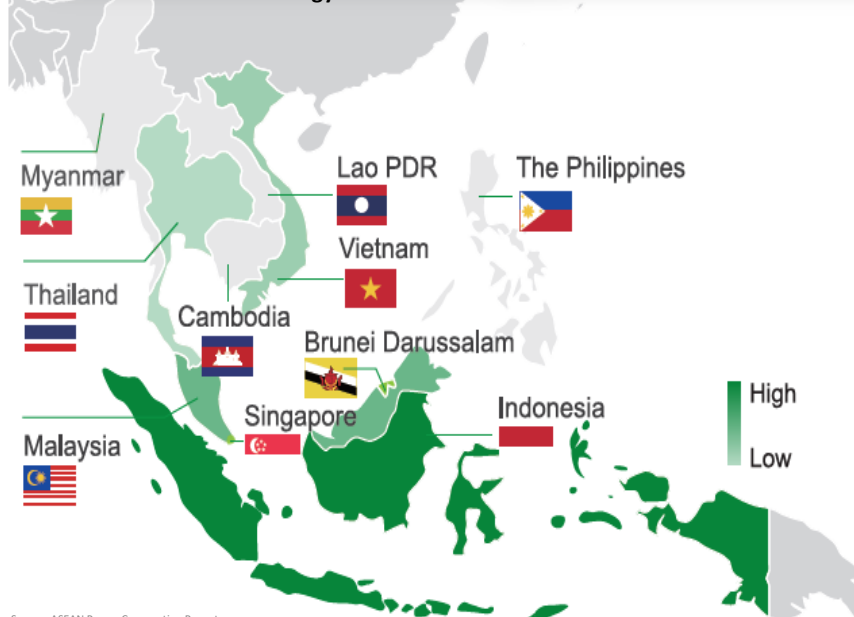 Myanmar
Lao PDR
The Philippines
Vietnam
Thailand
Cambodia
Brunei Darussalam
Singapore
Indonesia
Malaysia
High
Low